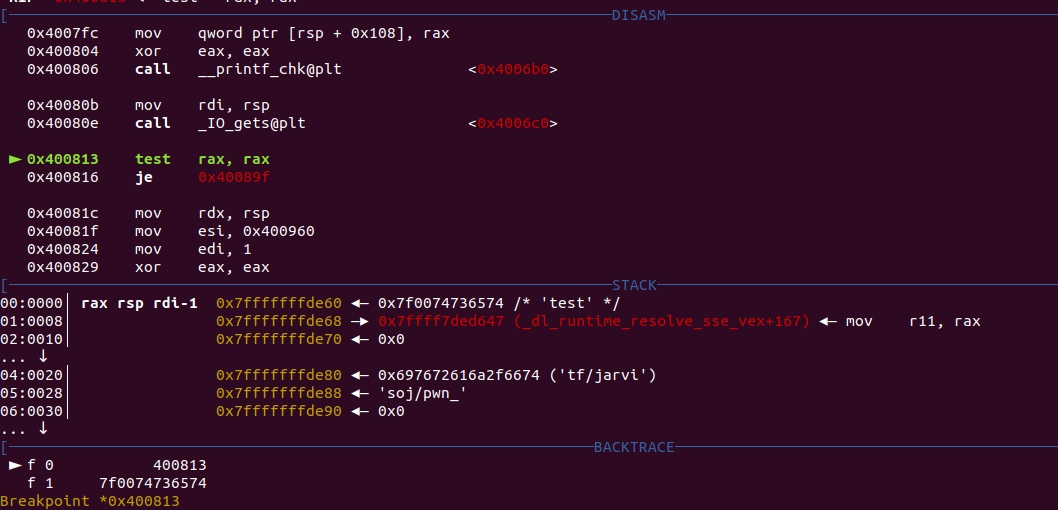 DISASM
0x4007fc mov qword ptr [rsp + 0x108], rax
0x400804 xor eax, eax
0x400806 call __printf_chk@plt <0x4006b0>
0x40080b mov rdi, rsp
0x40080e call _IO_gets@plt <0x4006c0>
► 0x400813 test rax, rax
0x400816 je 0x40089f
0x40081c mov rdx, rsp
0x40081f mov esi, 0x400960
0x400824 mov edi, 1
0x400829 xor eax, eax
STACK
00:0000│ rax rsp rdi-1 0x7fffffffde60 ◂— 0x7f0074736574 /* 'test' */
01:0008│ 0x7fffffffde68 —▸ 0x7ffff7ded647 (_dl_runtime_resolve_sse_vex+167) ◂— mov r11, rax
02:0010│ 0x7fffffffde70 ◂— 0x0
... ↓
04:0020│ 0x7fffffffde80 ◂— 0x697672616a2f6674 ('tf/jarvi')
05:0028│ 0x7fffffffde88 ◂— 'soj/pwn_'
06:0030│ 0x7fffffffde90 ◂— 0x0
... ↓
BACKTRACE
► f 0 400813
f 1 7f0074736574
Breakpoint *0x400813